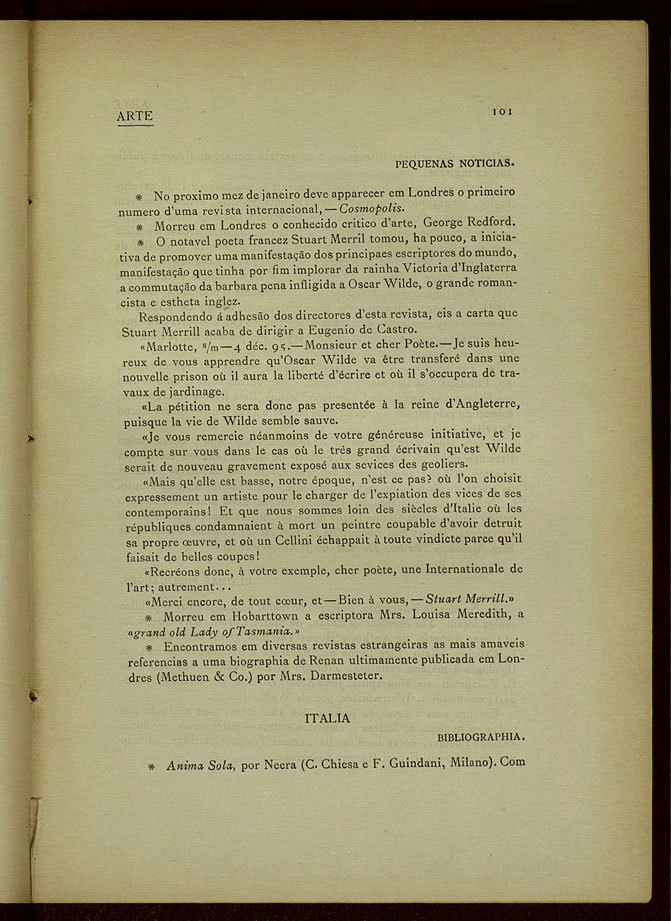 ARTE 101
PEQUENAS NOTICIAS.
* No proximo mez de janeiro deve apparecer em Londres o primeiro
numero d'uma revista internacional, — Cosmopolis.
* Morreu em Londres o conhecido critico d'arte, George Redford.
* O notavel poeta francez Stuart Merril tomou, ha pouco, a inicia-
tiva de promover uma manifestação dos principaes escriptores do mundo,
manifestação que tinha por fim implorar da rainha Victoria d'Inglaterra
a commutação da barbara pena infligida a Oscar Wilde, o grande roman-
cista e estheta inglez.
Respondendo á adhesão dos directores d'esta revista, eis a carta que
Stuart Merrill acaba de dirigir a Eugenio de Castro.
«Marlotte, s/m—4 déc. 95.—Monsieur et cher Poète.—Je suis heu-
reux de vous apprendre qu'Oscar Wilde va être transferé dans une
nouvelle prison où il aura la liberté d'écrire et où il s'occupera de tra-
vaux de jardinage.
«La pétition ne sera donc pas presentée à la reine d'Angleterre,
puisque la vie de Wilde semble sauve.
«Je vous remercie néanmoins de votre généreuse initiative, et je
compte sur vous dans le cas où le trés grand écrivain qu'est Wilde
serait de nouveau gravement exposé aux sevices des geoliers.
«Mais qu'elle est basse, notre époque, n'est ce pas? où l'on choisit
expressement un artiste pour le charger de l'expiation des vices de ses
contemporains! Et que nous sommes loin des siècles d'Italie où les
républiques condamnaient à mort un peintre coupable d'avoir detruit
sa propre œuvre, et où un Cellini échappait à toute vindicte parce qu'il
faisait de belles coupes!
«Recréons donc, à votre exemple, cher poète, une Internationale de
l'art; autrement...
«Merci encore, de tout cœur, et—Bien à vous,—Stuart Merrill.»
* Morreu em Hobarttown a escriptora Mrs. Louisa Meredith, a
«grand old Lady of Tasmania.»
* Encontramos em diversas revistas estrangeiras as mais amaveis
referencias a uma biographia de Renan ultimamente publicada em Lon-
dres (Methuen & Co.) por Mrs. Darmesteter.
ITALIA
BIBLIOGRAPHIA.
* Anima Sola, por Neera (C. Chiesa e F. Guindani, Milano). Com